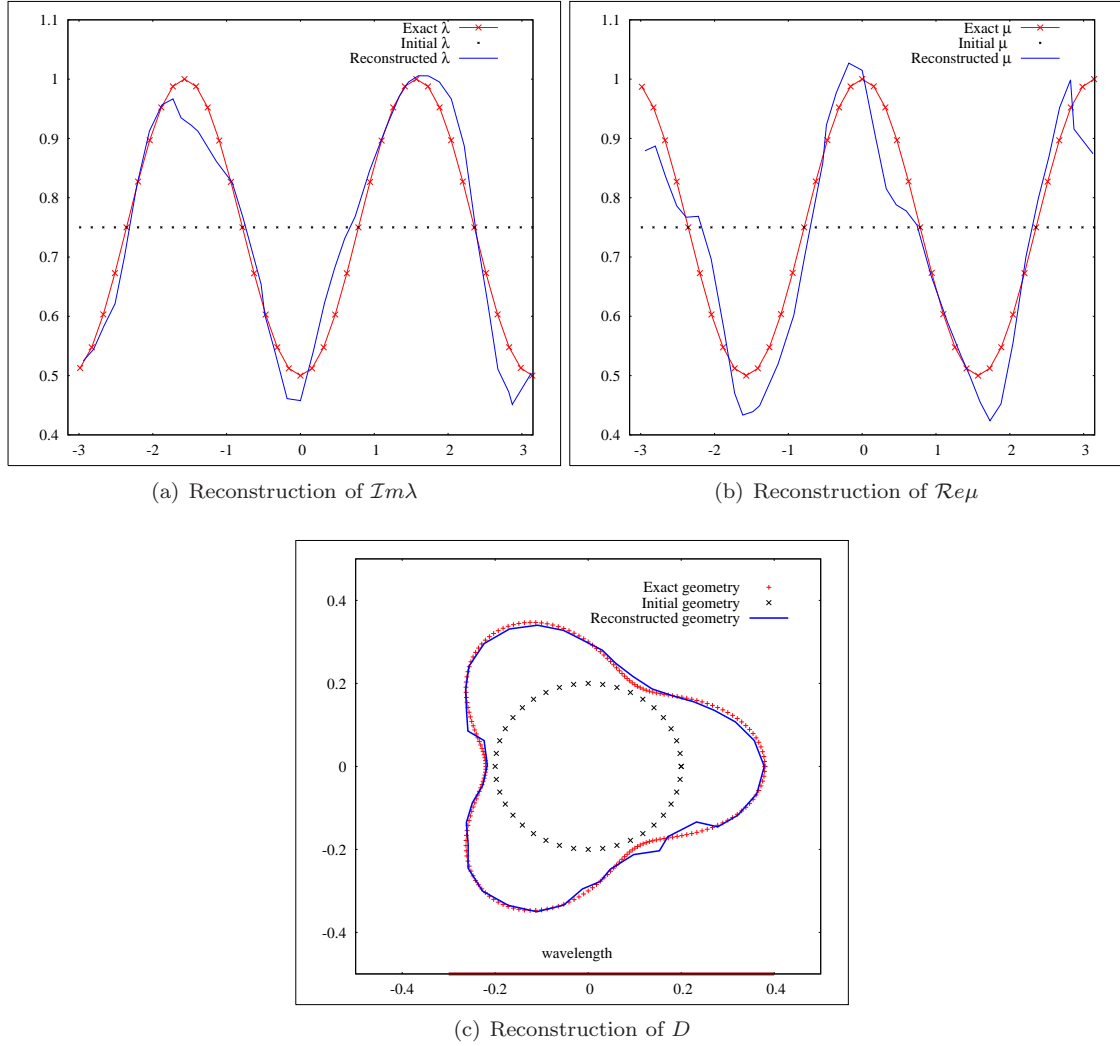 1.1
1
0.9
0.8
0.7
0.6
0.5
0.4
-3 -2 -1 0 1 2 3
Exact λ
Initial λ
Reconstructed λ
(a) Reconstruction of Imλ
1.1
1
0.9
0.8
0.7
0.6
0.5
0.4
-3 -2 -1 0 1 2 3
Exact μ
Initial μ
Reconstructed μ
(b) Reconstruction of Reμ
0.4
0.2
0
-0.2
-0.4
Exact geometry
Initial geometry
Reconstructed geometry
wavelength
-0.4 -0.2 0 0.2 0.4
(c) Reconstruction of D